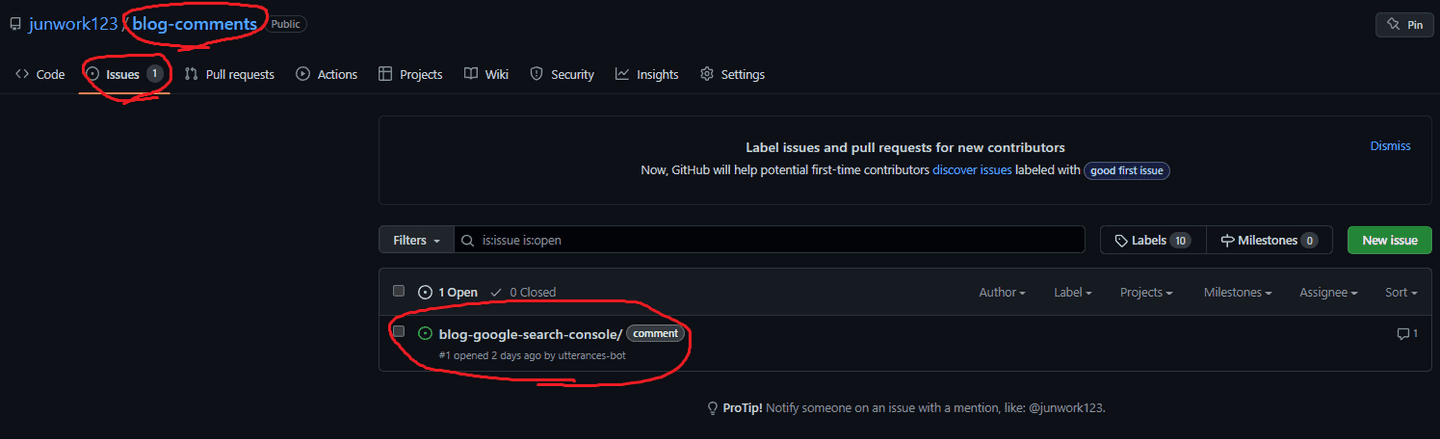 junwork123 / blog-comments Public Pin
Code Issues 1 Pull requests Actions Projects Wiki Security Insights Settings
Label issues and pull requests for new contributors Dismiss
Now, GitHub will help potential first-time contributors discover issues labeled with good first issue
Filters is:issue is:open Labels 10 Milestones 0 New issue
1 Open 0 Closed Author Label Projects Milestones Assignee Sort
blog-google-search-console/ comment 1
#1 opened 2 days ago by utterances-bot
ProTip! Notify someone on an issue with a mention, like: @junwork123.